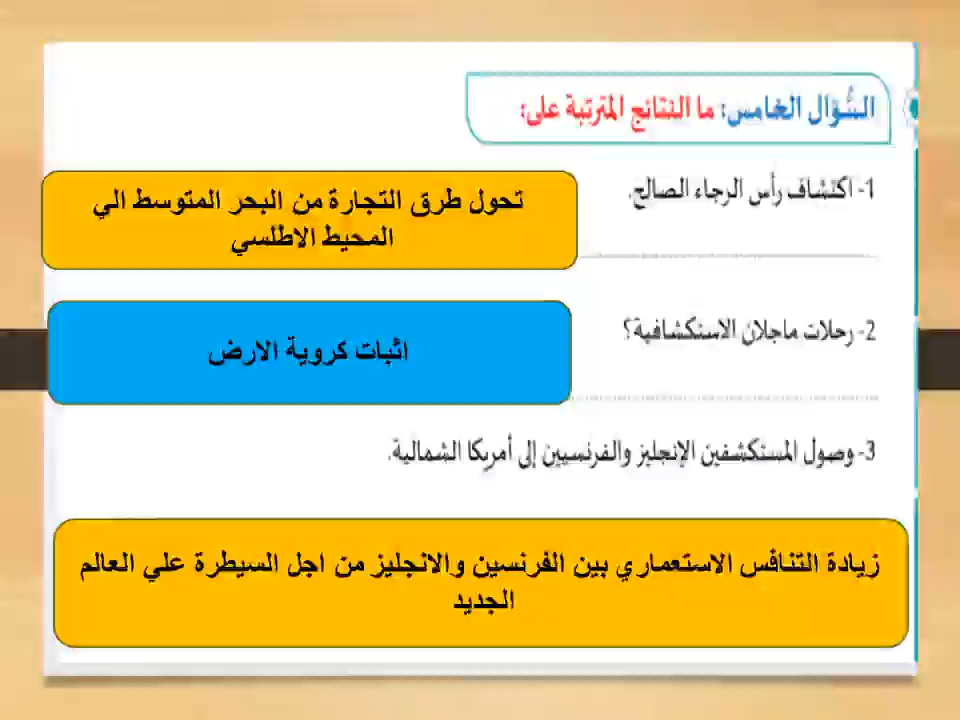 السُّؤال الخامس: ما النتائج المترتبة على:
1- اكتشاف رأس الرجاء الصالح.
تحول طرق التجارة من البحر المتوسط الي
المحيط الاطلسي
2- رحلات ماجلان الاستكشافية؟
اثبات كروية الارض
3- وصول المستكشفين الإنجليز والفرنسيين إلى أمريكا الشمالية.
زيادة التنافس الاستعماري بين الفرنسين والانجليز من اجل السيطرة علي العالم
الجديد